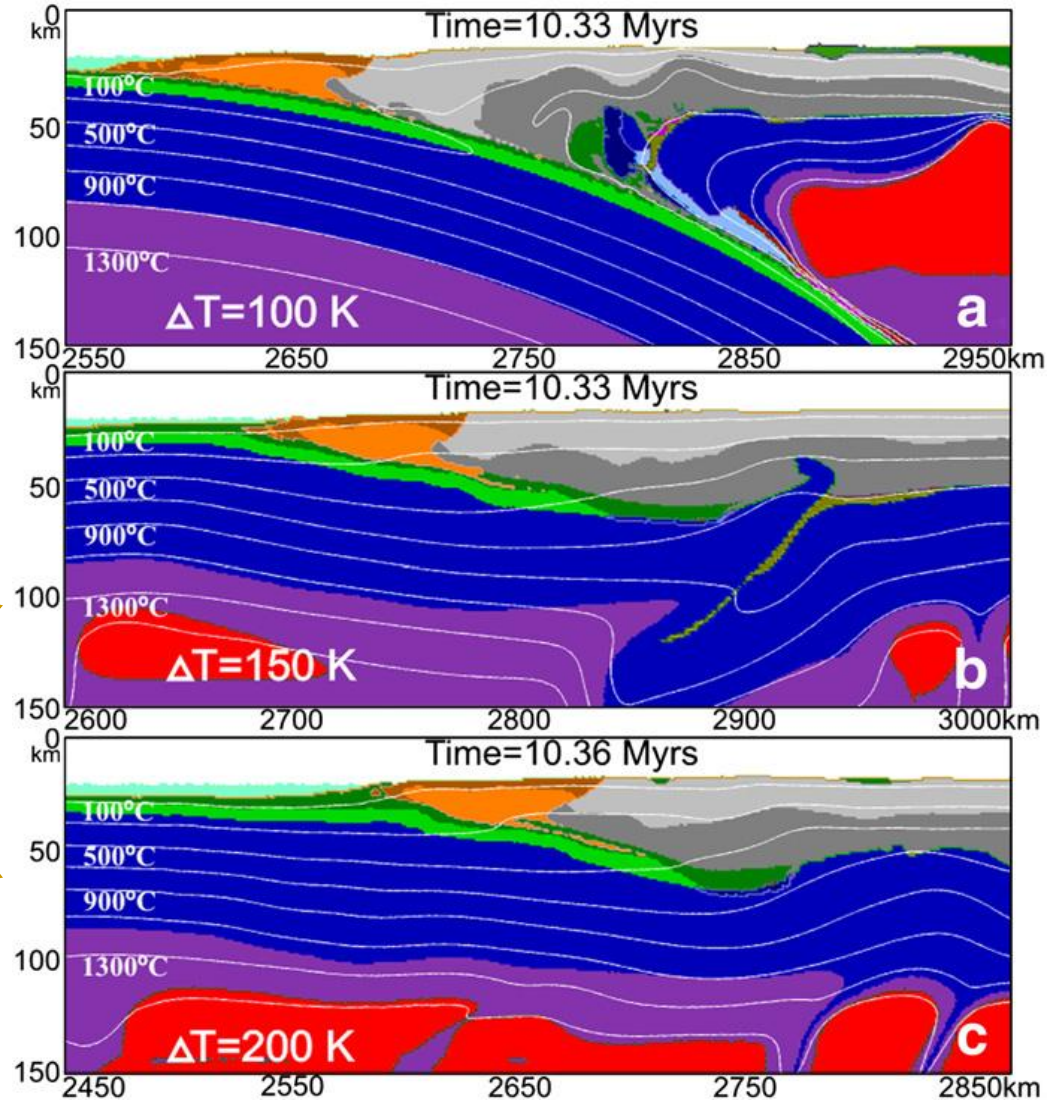 0
km
Time=10.33 Myrs
100°C
50
500°C
900°C
100
1300°C
ΔT=100 K
a
150
2550 2650 2750 2850 2950km
0
km
Time=10.33 Myrs
100°C
50
500°C
900°C
100
1300°C
ΔT=150 K
b
150
2600 2700 2800 2900 3000km
0
km
Time=10.36 Myrs
100°C
50
500°C
900°C
100
1300°C
ΔT=200 K
c
150
2450 2550 2650 2750 2850km